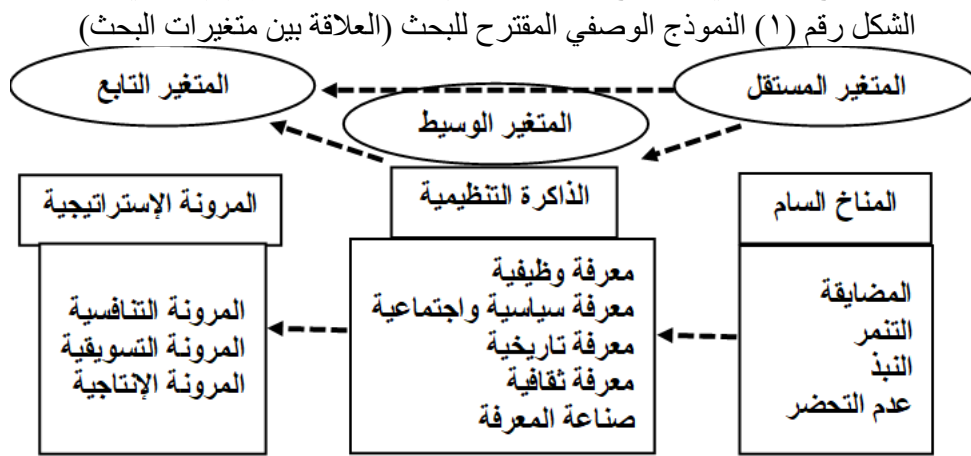 الشكل رقم (١) النموذج الوصفي المقترح للبحث (العلاقة بين متغيرات البحث)
المتغير المستقل
المتغير التابع
المتغير الوسيط
المناخ السام
الذاكرة التنظيمية
المرونة الإستراتيجية
المضايقة
التنمر
النبذ
عدم التحضر
معرفة وظيفية
معرفة سياسية واجتماعية
معرفة تاريخية
معرفة ثقافية
صناعة المعرفة
المرونة التنافسية
المرونة التسويقية
المرونة الإنتاجية